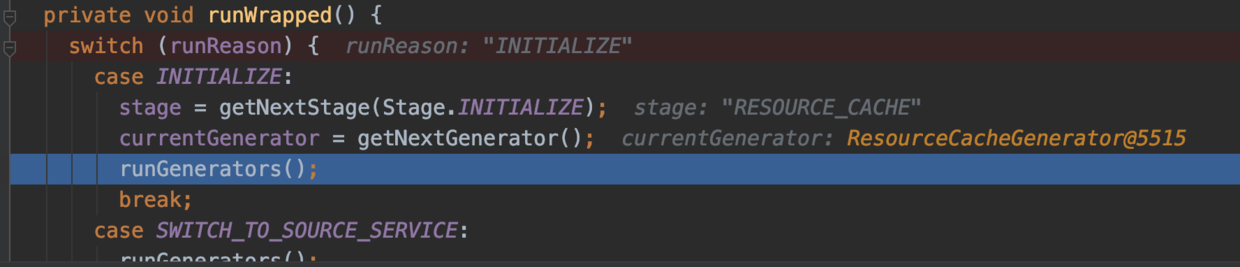 private void runWrapped() {
switch (runReason) { runReason: "INITIALIZE"
case INITIALIZE:
stage = getNextStage(Stage.INITIALIZE); stage: "RESOURCE_CACHE"
currentGenerator = getNextGenerator(); currentGenerator: ResourceCacheGenerator@5515
runGenerators();
break;
case SWITCH_TO_SOURCE_SERVICE:
runGenerators();